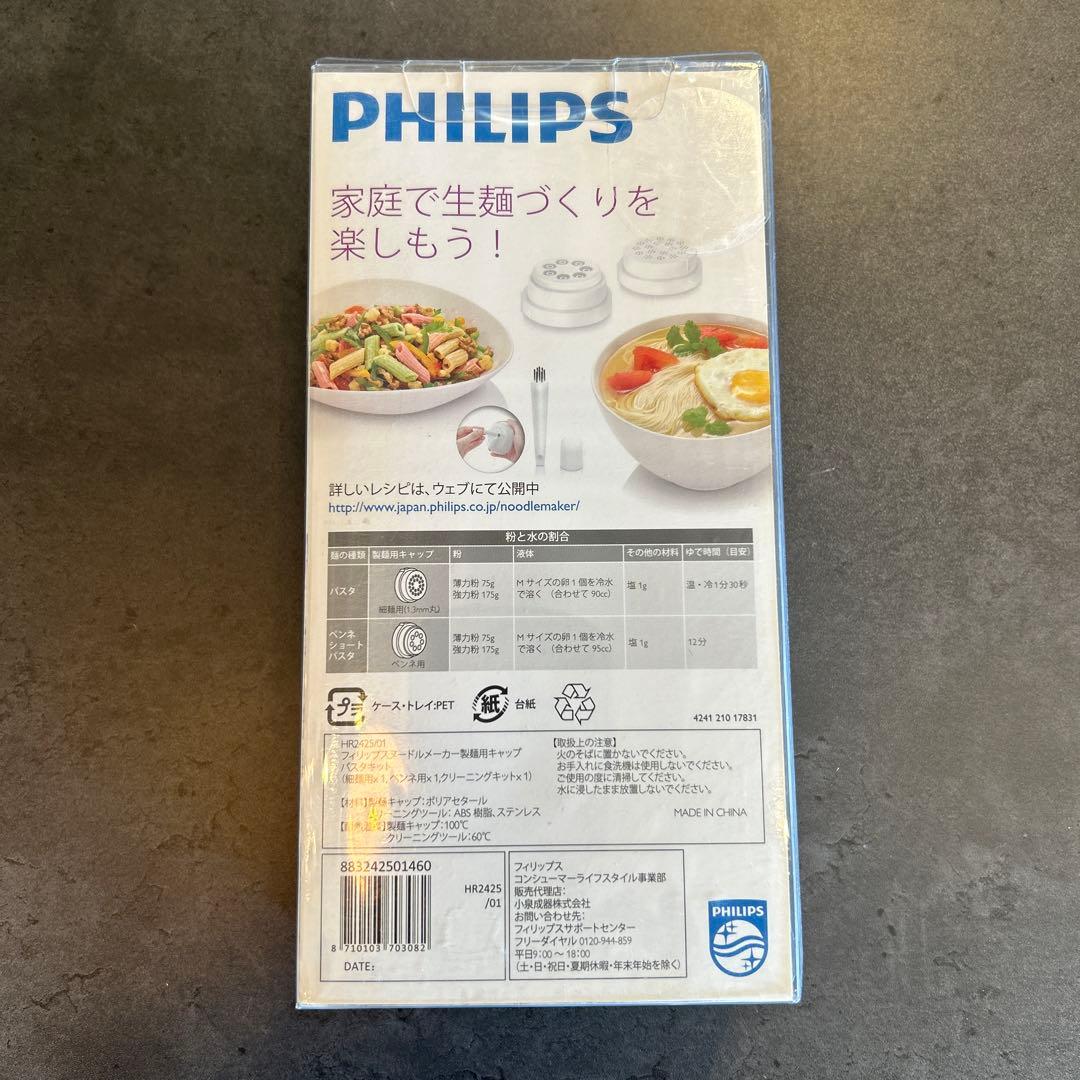 PHILIPS
家庭で生麺づくりを
楽しもう!
詳しいレシピは、ウェブにて公開中
http://www.japan.philips.co.jp/noodlemaker/
粉と水の割合
麺の種類 製麺用キャップ 粉 液体 その他の材料 ゆで時間(目安)
パスタ 細麺用(1.3mm丸) 薄力粉 75g 強力粉 175g Mサイズの卵1個を冷水で溶く (合わせて 90cc) 塩 1g 温・冷1分30秒
ペンネ ショート パスタ ペンネ用 薄力粉 75g 強力粉 175g Mサイズの卵1個を冷水で溶く (合わせて 95cc) 塩 1g 12分
プラ ケース・トレイ:PET 紙 台紙
4241 210 17831
HR2425/01
フィリップスヌードルメーカー製麺用キャップ
パスタキット
(細麺用x1, ペンネ用x1,クリーニングキットx1)
【材料】製麺キャップ:ポリアセタール
クリーニングツール: ABS 樹脂、ステンレス
【耐熱温度】製麺キャップ:100℃
クリーニングツール:60℃
【取扱上の注意】
火のそばに置かないでください。
お手入れに食洗機は使用しないでください。
ご使用の度に清掃してください。
水に浸したまま放置しないでください。
MADE IN CHINA
883242501460
HR2425
/01
8 710103 703082
DATE:
フィリップス
コンシューマーライフスタイル事業部
販売代理店:
小泉成器株式会社
お問い合わせ先:
フィリップスサポートセンター
フリーダイヤル 0120-944-859
平日9:00 〜 18:00
(土・日・祝日・夏期休暇・年末年始を除く)
PHILIPS